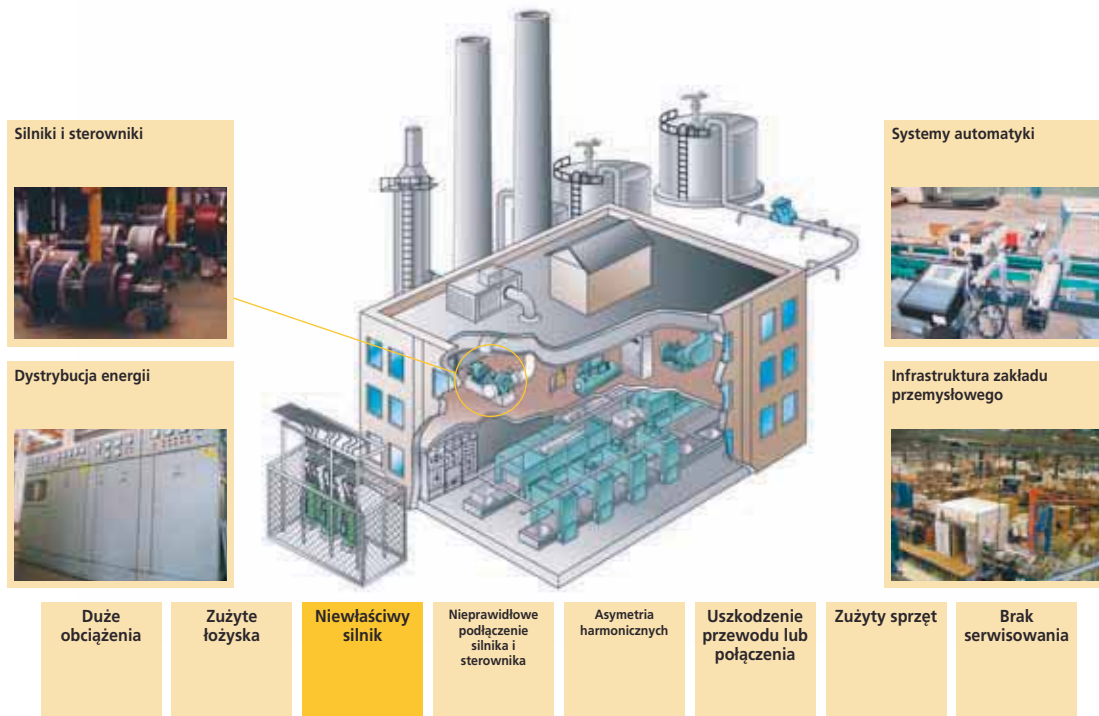 Silniki i sterowniki
Systemy automatyki
Dystrybucja energii
Infrastruktura zakładu
przemysłowego
Duże
obciążenia
Zużyte
łożyska
Niewłaściwy
silnik
Nieprawidłowe
podłączenie
silnika i
sterownika
Asymetria
harmonicznych
Uszkodzenie
przewodu lub
połączenia
Zużyty sprzęt
Brak
serwisowania